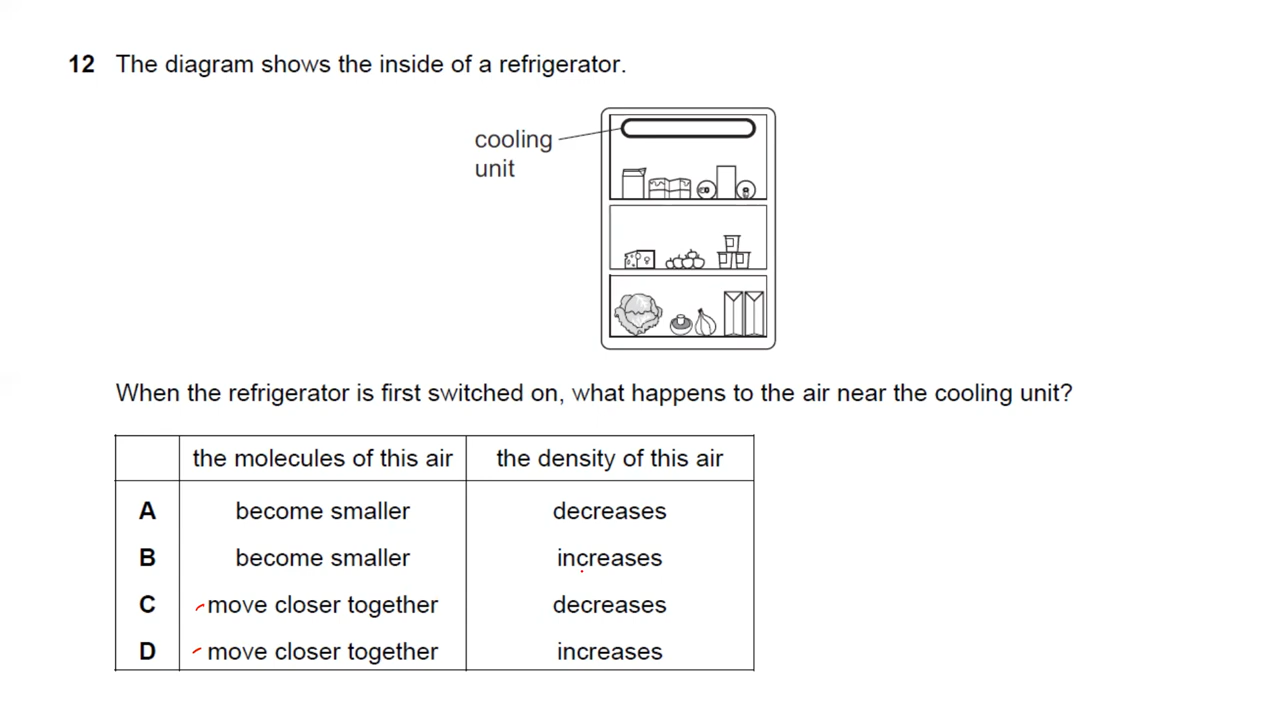 12 The diagram shows the inside of a refrigerator.
cooling
unit
When the refrigerator is first switched on, what happens to the air near the cooling unit?
the molecules of this air the density of this air
A become smaller decreases
B become smaller increases
C move closer together decreases
D move closer together increases